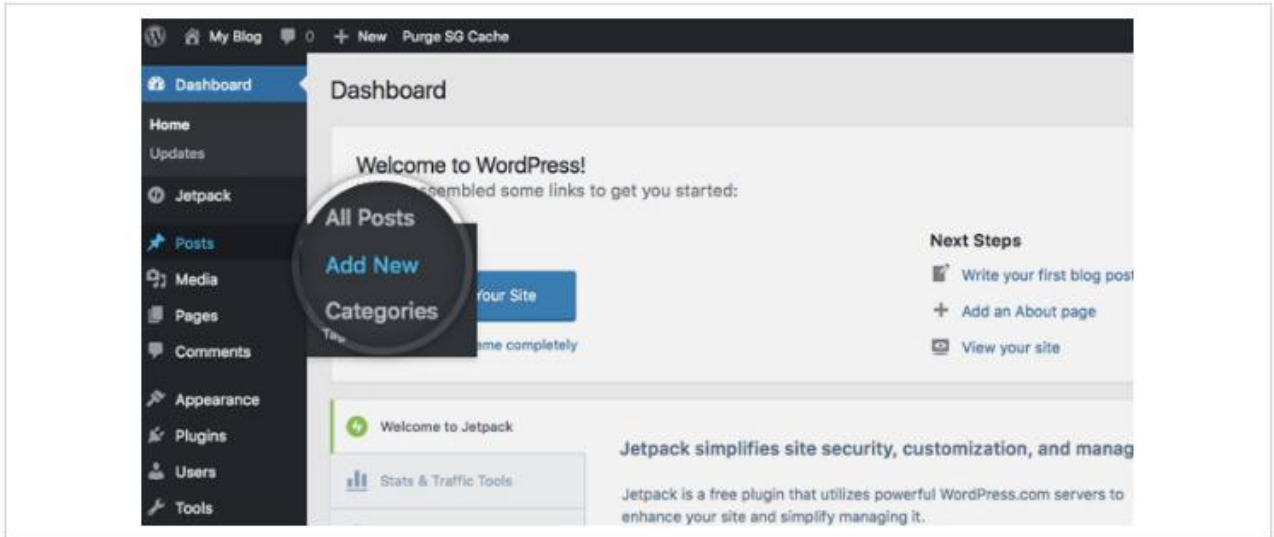 My Blog 0 + New Purge SG Cache
Dashboard
Home
Updates
Jetpack
Posts
Media
Pages
Comments
Appearance
Plugins
Users
Tools
All Posts
Add New
Categories
Dashboard
Welcome to WordPress!
some links to get you started:
Your Site
completely
Next Steps
Write your first blog post
Add an About page
View your site
Welcome to Jetpack
Stats & Traffic Tools
Jetpack simplifies site security, customization, and manag
Jetpack is a free plugin that utilizes powerful WordPress.com servers to
enhance your site and simplify managing it.